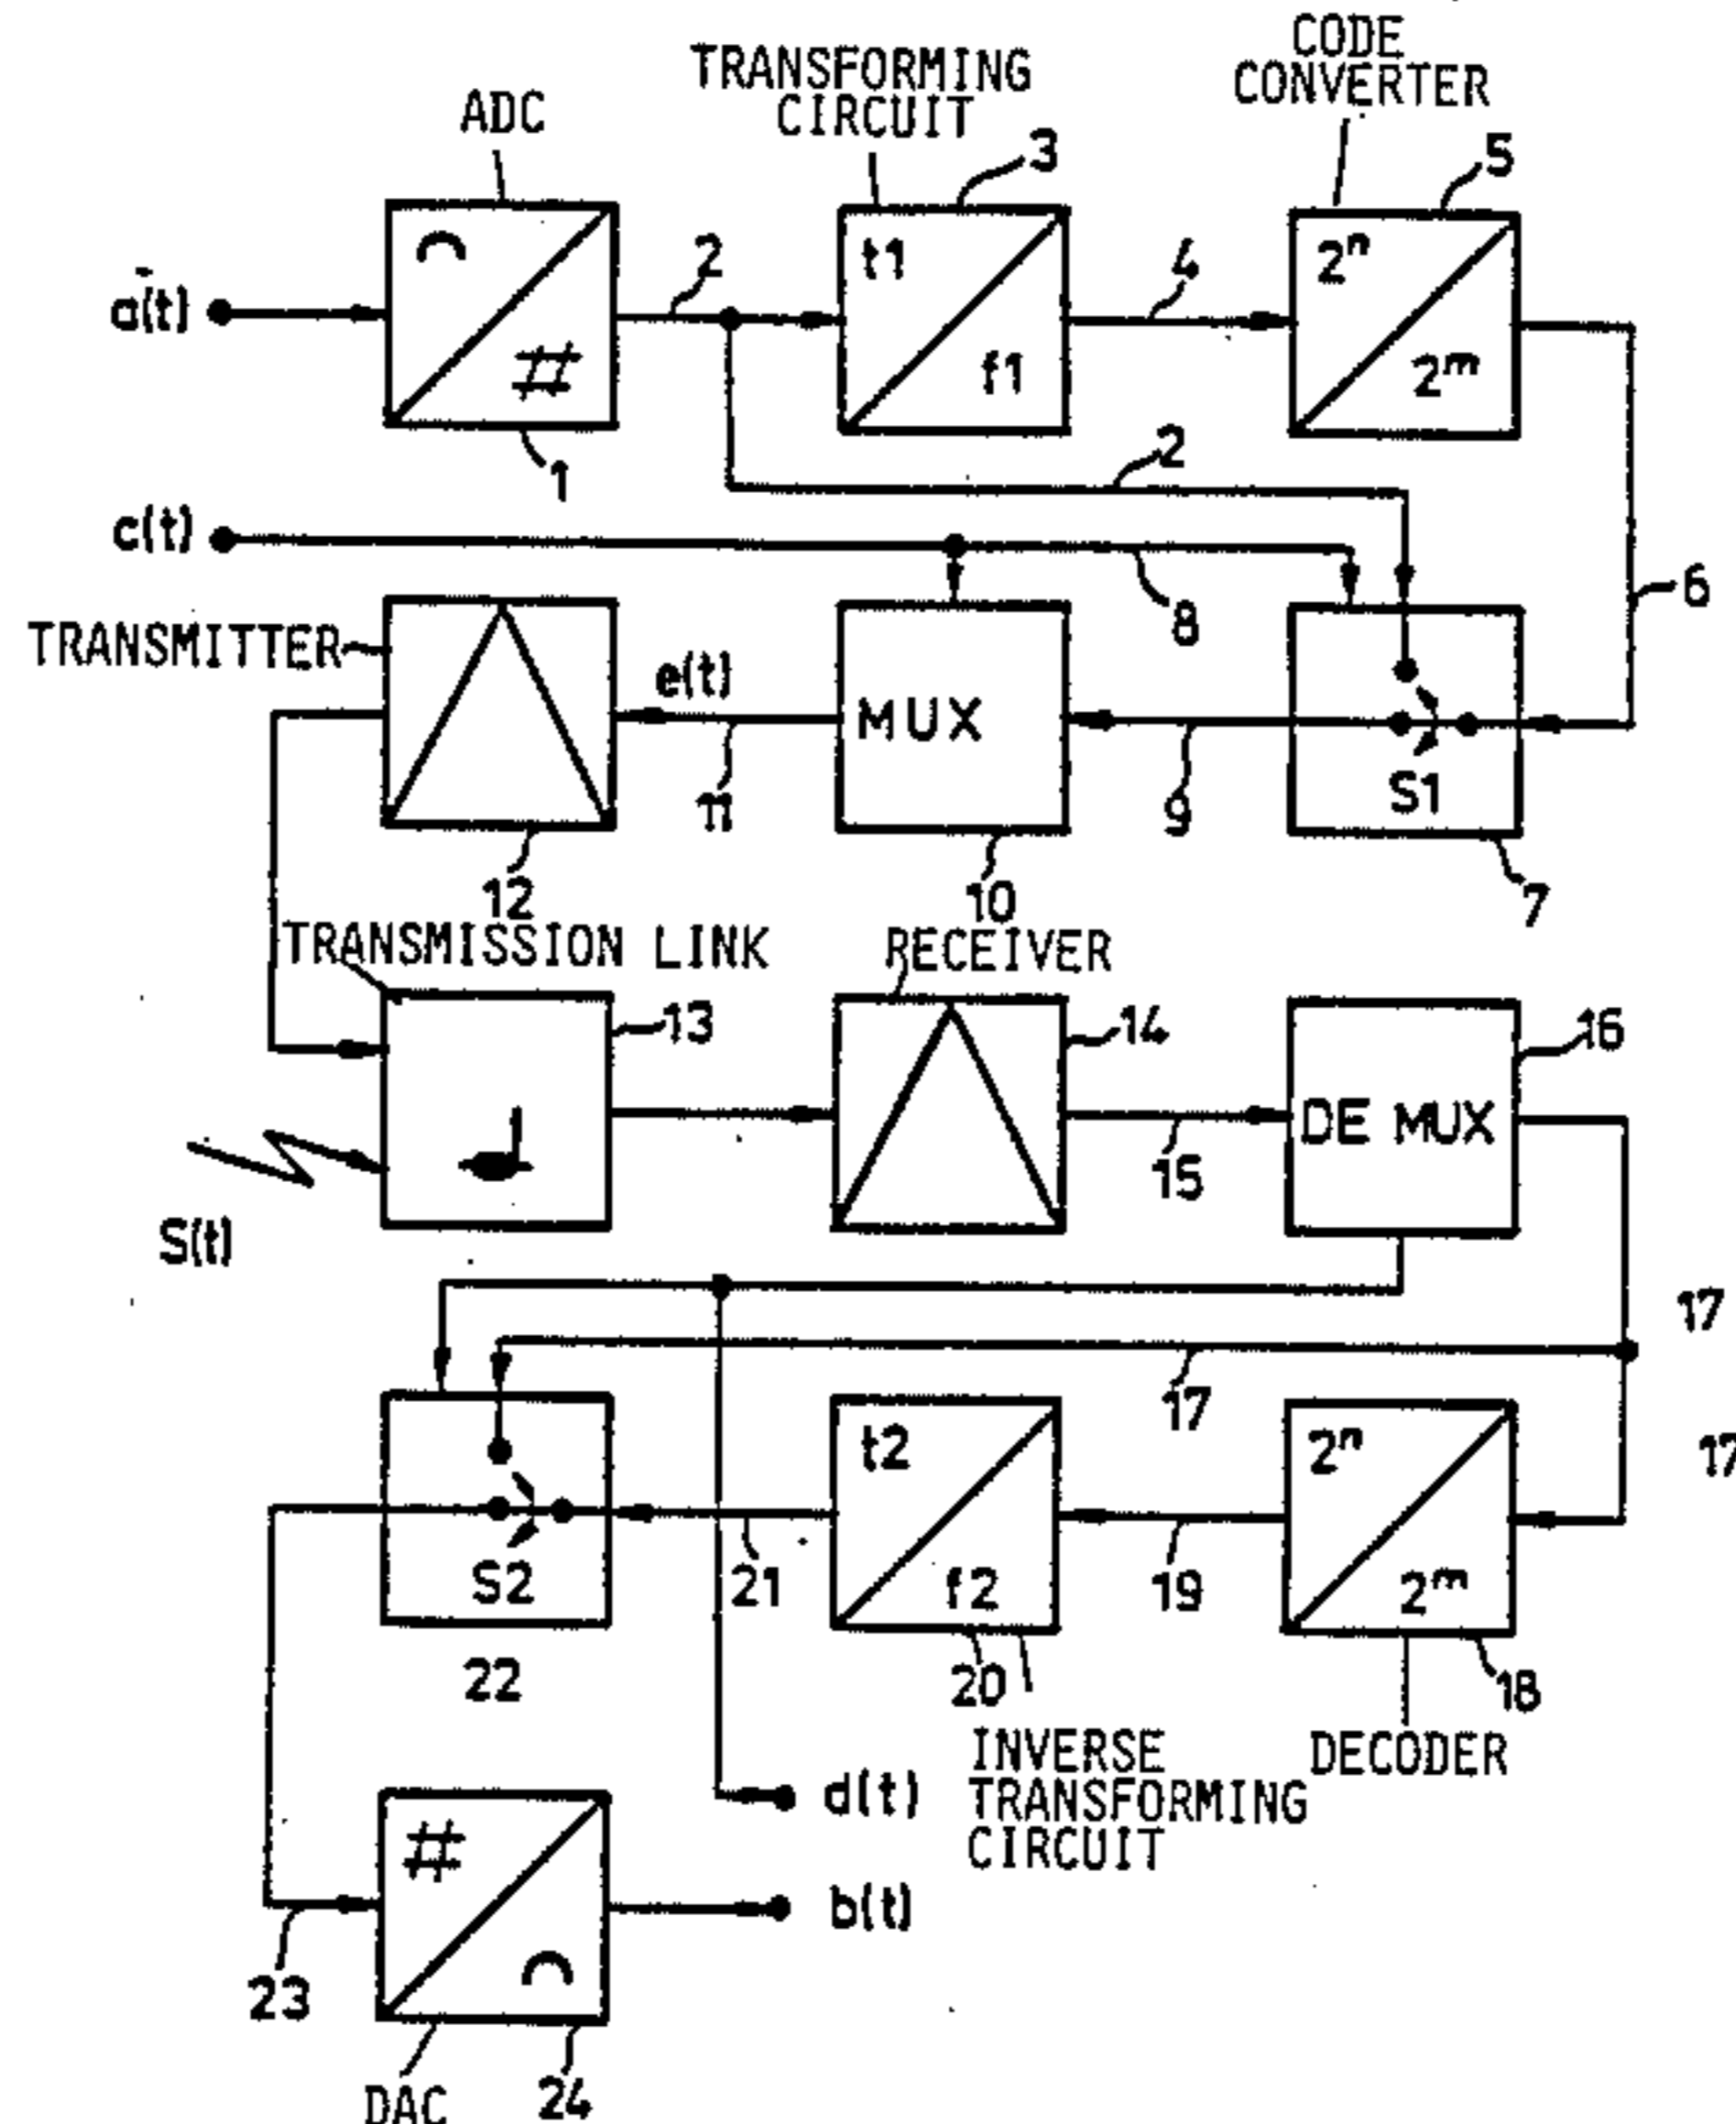 CODE
CONVERTER
TRANSFORMING
CIRCUIT
ADC
3
5
t1
f1
2ⁿ
2ᵐ
2
4
#
a(t)
1
2
c(t)
6
8
TRANSMITTER
e(t)
MUX
S1
11
9
12
10
7
TRANSMISSION LINK
RECEIVER
13
14
16
DE MUX
15
S(t)
17
17
17
t2
f2
2ⁿ
2ᵐ
S2
21
19
22
20
18
INVERSE
TRANSFORMING
CIRCUIT
DECODER
d(t)
#
b(t)
23
DAC
24